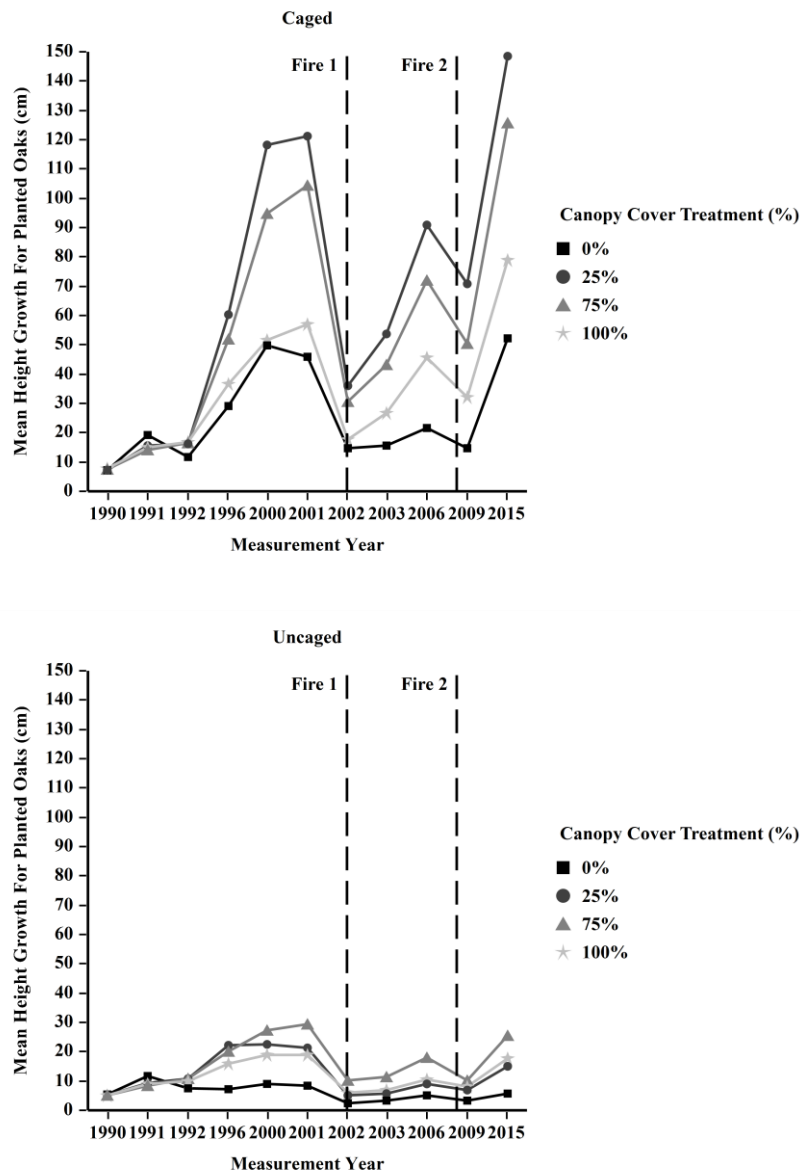 Caged
Mean Height Growth For Planted Oaks (cm)
150
140
130
120
110
100
90
80
70
60
50
40
30
20
10
0
Fire 1
Fire 2
1990 1991 1992 1996 2000 2001 2002 2003 2006 2009 2015
Measurement Year
Canopy Cover Treatment (%)
0%
25%
75%
100%
Uncaged
Mean Height Growth For Planted Oaks (cm)
150
140
130
120
110
100
90
80
70
60
50
40
30
20
10
0
Fire 1
Fire 2
1990 1991 1992 1996 2000 2001 2002 2003 2006 2009 2015
Measurement Year
Canopy Cover Treatment (%)
0%
25%
75%
100%